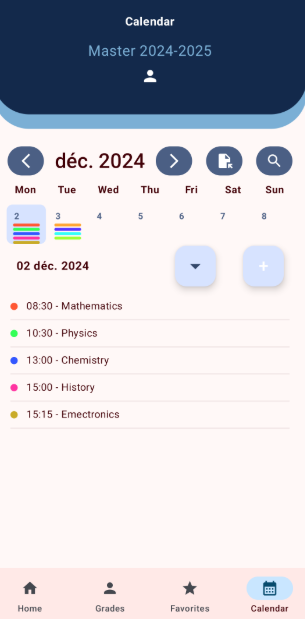 Calendar
Master 2024-2025
déc. 2024
Mon Tue Wed Thu Fri Sat Sun
2 3 4 5 6 7 8
02 déc. 2024
08:30 - Mathematics
10:30 - Physics
13:00 - Chemistry
15:00 - History
15:15 - Emectronics
Home Grades Favorites Calendar